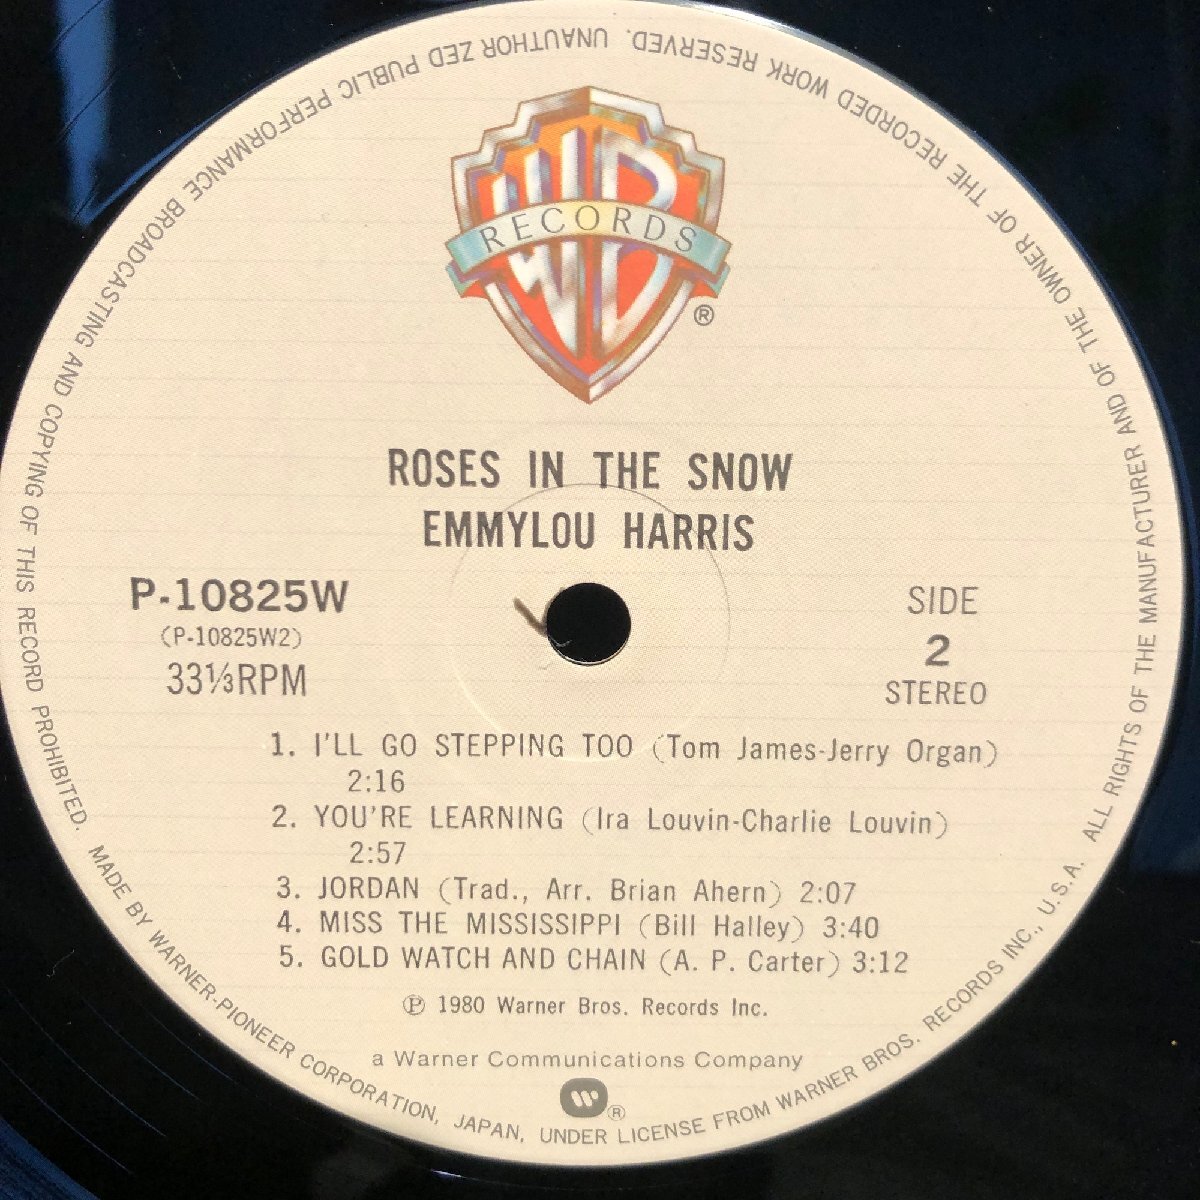 WB
RECORDS
®
ROSES IN THE SNOW
EMMYLOU HARRIS
P-10825W
(P-10825W2)
33⅓RPM
SIDE
2
STEREO
1. I'LL GO STEPPING TOO (Tom James-Jerry Organ)
2:16
2. YOU'RE LEARNING (Ira Louvin-Charlie Louvin)
2:57
3. JORDAN (Trad., Arr. Brian Ahern) 2:07
4. MISS THE MISSISSIPPI (Bill Halley) 3:40
5. GOLD WATCH AND CHAIN (A. P. Carter) 3:12
Ⓟ 1980 Warner Bros. Records Inc.
a Warner Communications Company
®
MADE BY WARNER-PIONEER CORPORATION, JAPAN, UNDER LICENSE FROM WARNER BROS. RECORDS INC., U.S.A. ALL RIGHTS OF THE MANUFACTURER AND OF THE OWNER OF THE RECORDED WORK RESERVED. UNAUTHOR ZED PUBLIC PERFORMANCE BROADCASTING AND COPYING OF THIS RECORD PROHIBITED.